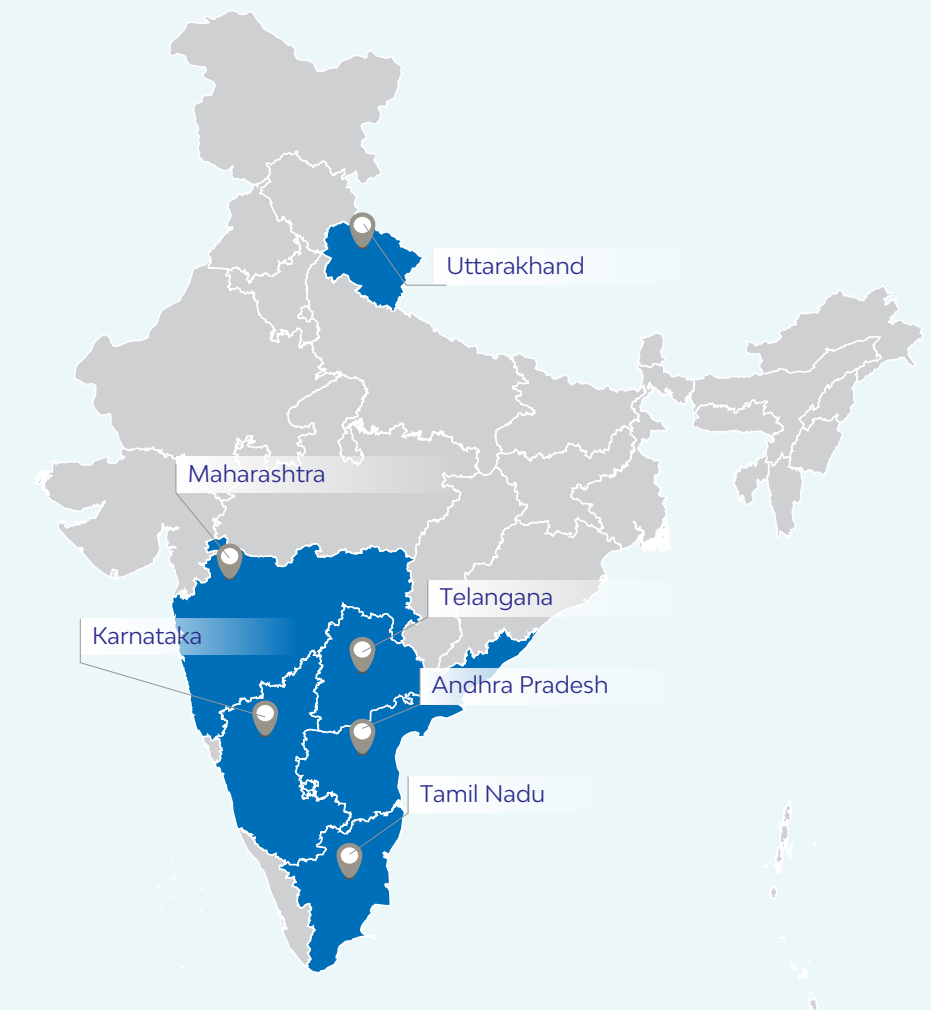 Uttarakhand
Maharashtra
Telangana
Karnataka
Andhra Pradesh
Tamil Nadu